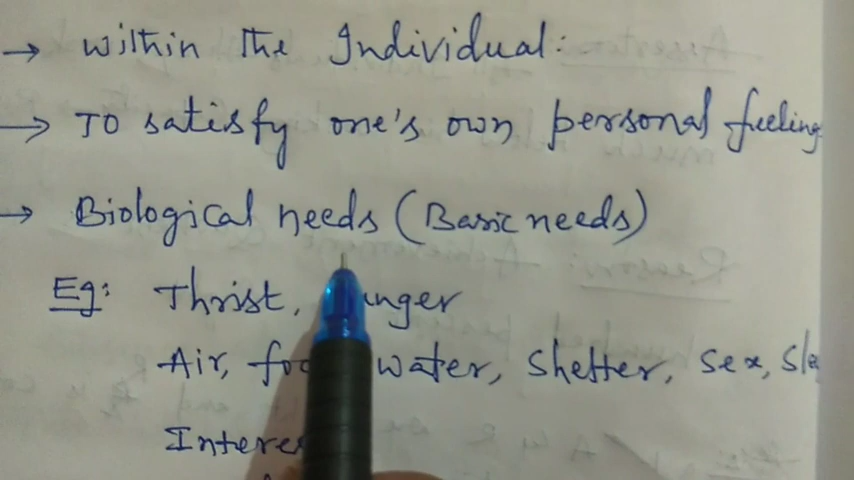 → within the Individual:
→ To satisfy one's own personal feeling
→ Biological needs (Basic needs)
Eg: Thrist,
Air, water, Shelter, Sex,